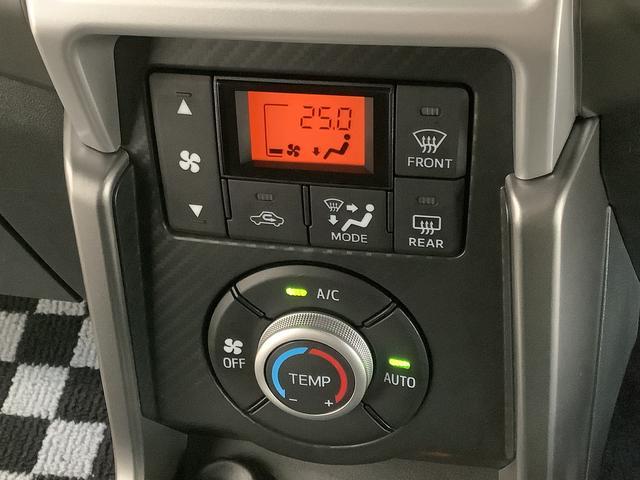 25.0
FRONT
MODE
REAR
A/C
OFF
AUTO
TEMP
- +